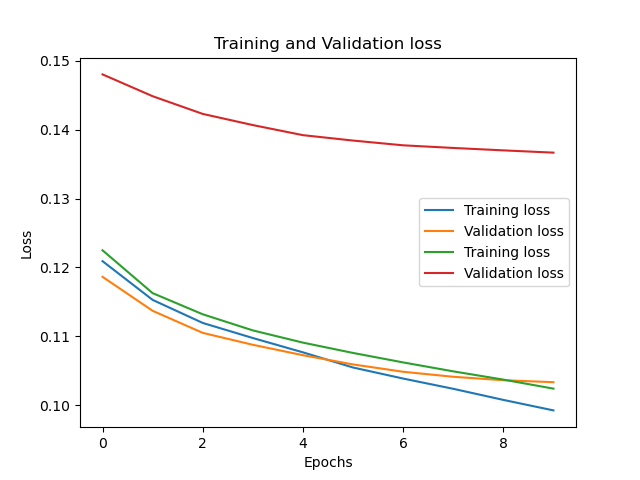 Training and Validation loss
0.15
0.14
0.13
0.12
0.11
0.10
Loss
Training loss
Validation loss
Training loss
Validation loss
0
2
4
6
8
Epochs